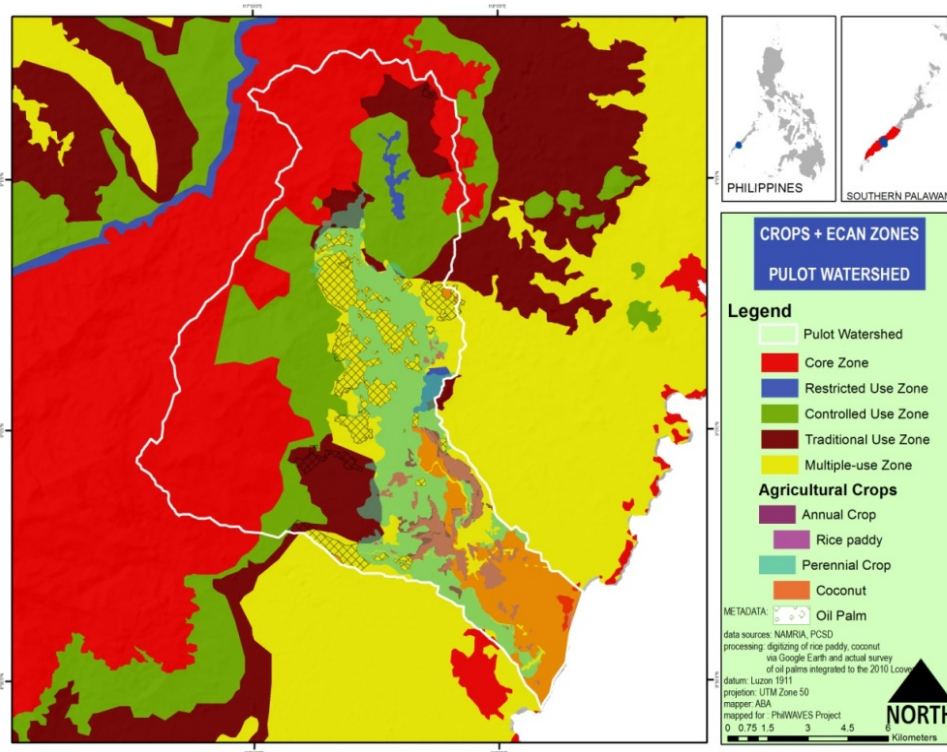 PHILIPPINES
SOUTHERN PALAWAN
CROPS + ECAN ZONES
PULOT WATERSHED
Legend
Pulot Watershed
Core Zone
Restricted Use Zone
Controlled Use Zone
Traditional Use Zone
Multiple-use Zone
Agricultural Crops
Annual Crop
Rice paddy
Perennial Crop
Coconut
METADATA:
Oil Palm
data sources: NAMRIA, PCSD
processing: digitizing of rice paddy, coconut
via Google Earth and actual survey
of oil palms integrated to the 2010 Lcover
datum: Luzon 1911
projetion: UTM Zone 50
mapper: ABA
mapped for : PhilWAVES Project
NORTH
0 0.75 1.5 3 4.5 6
Kilometers